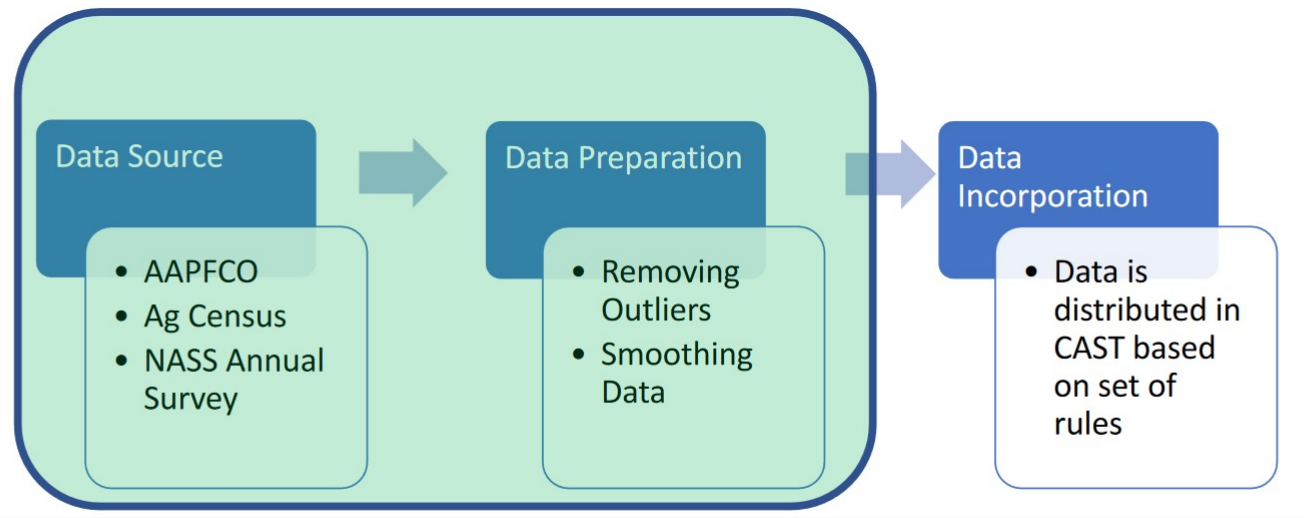 Data Source
• AAPFCO
• Ag Census
• NASS Annual
Survey
Data Preparation
• Removing
Outliers
• Smoothing
Data
Data
Incorporation
• Data is
distributed in
CAST based
on set of
rules